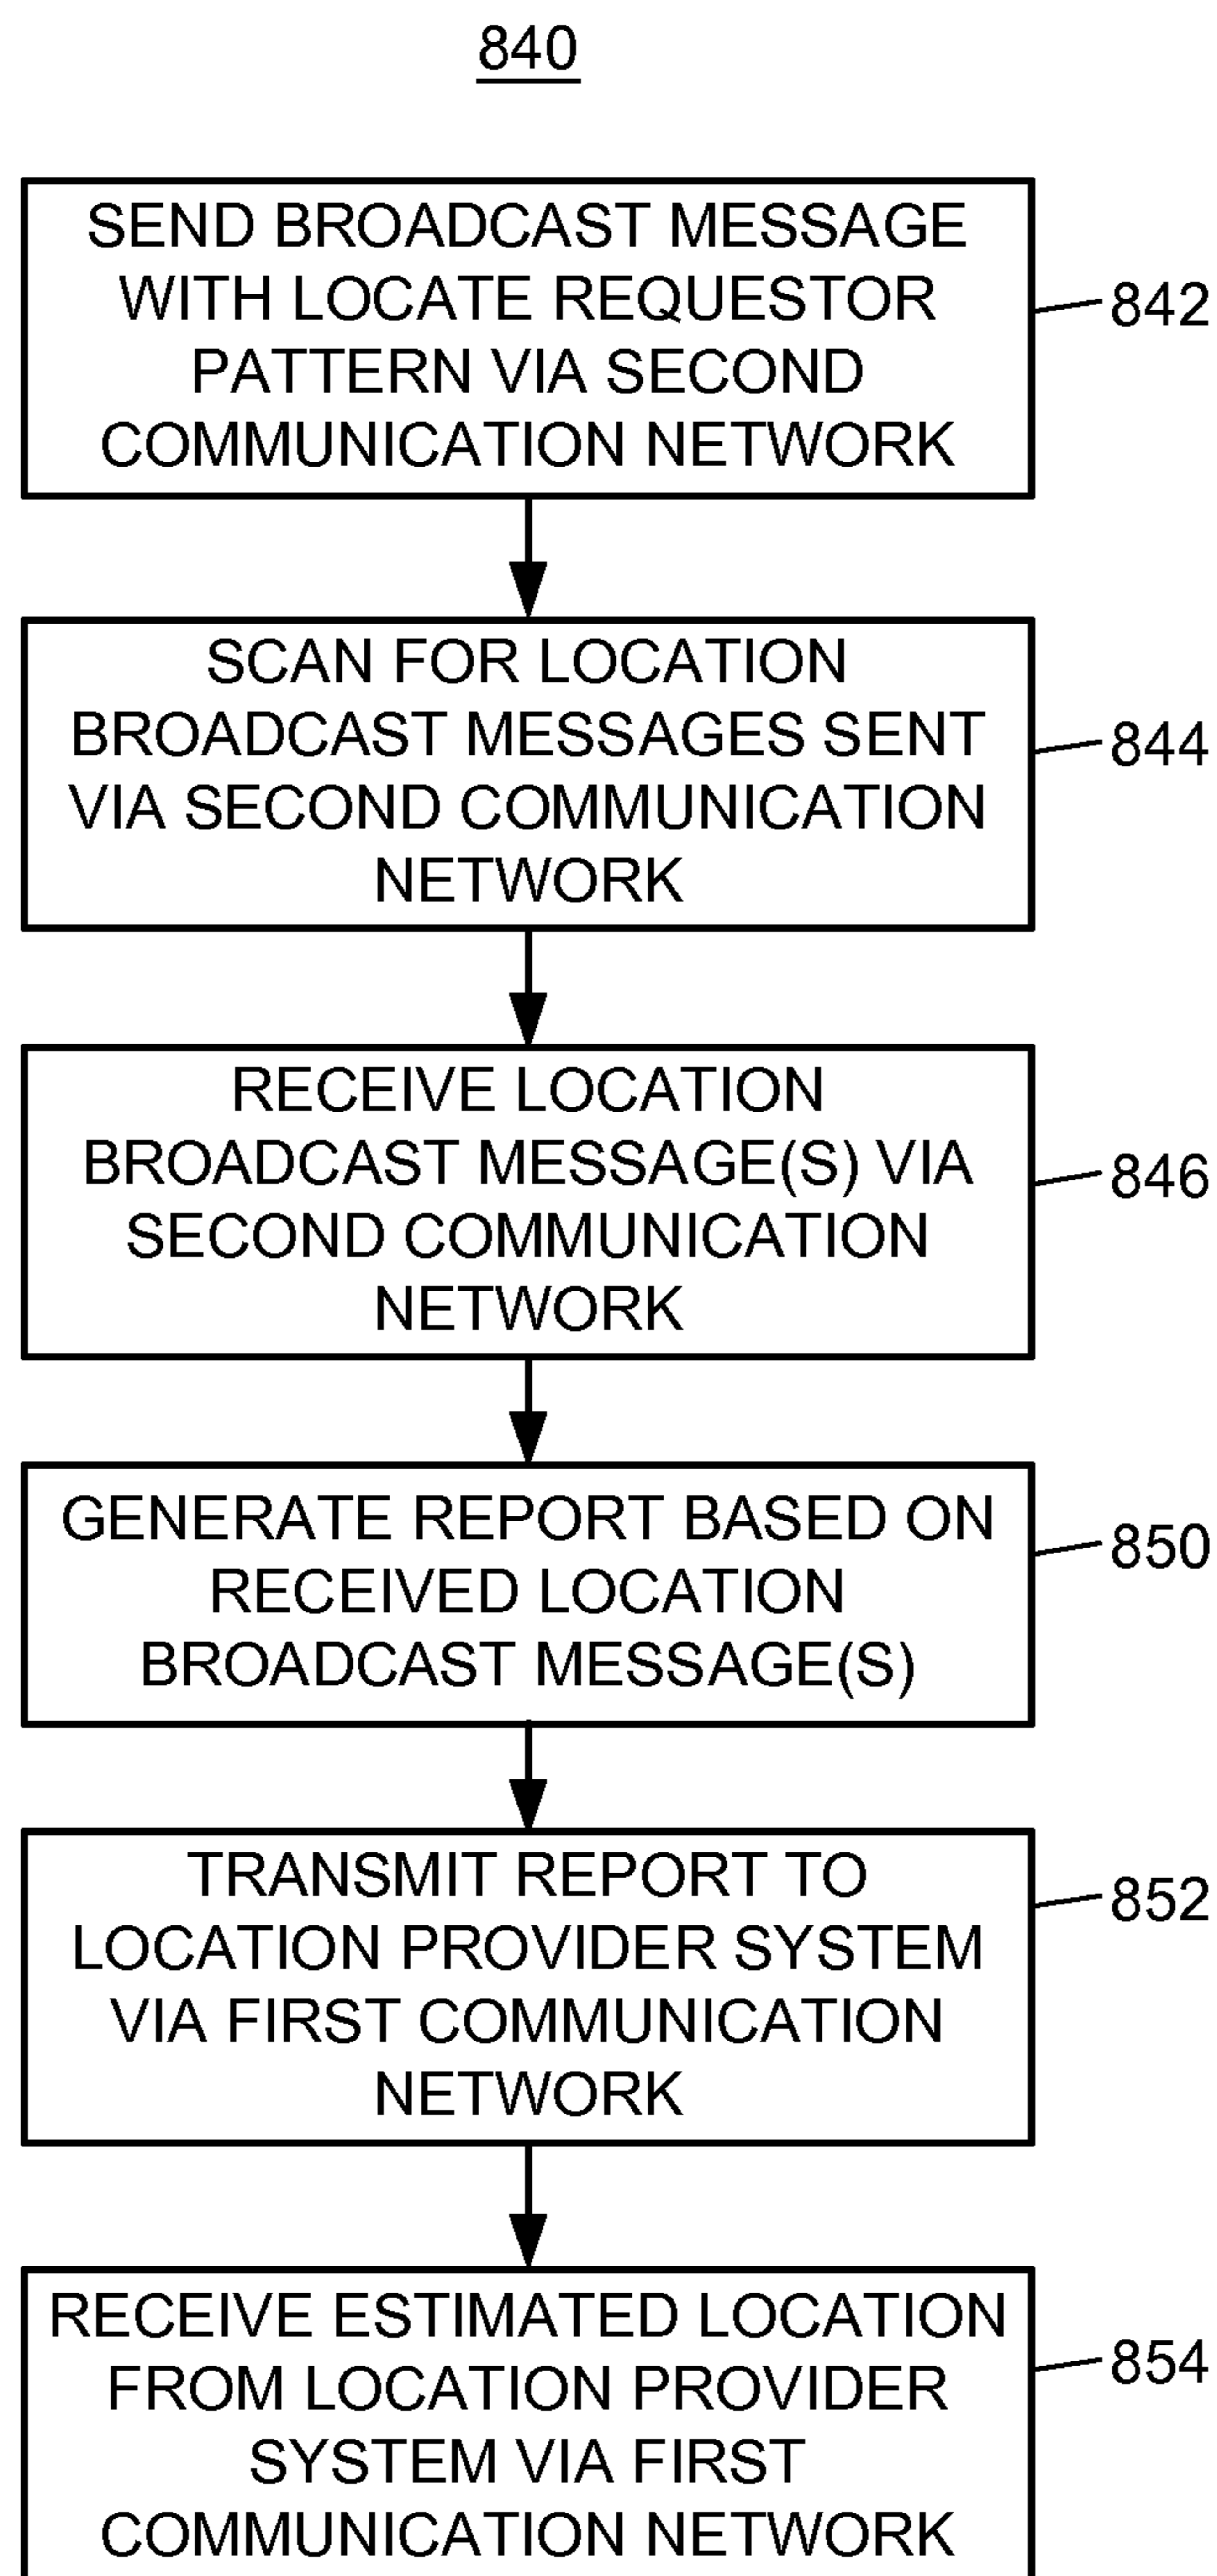 840
SEND BROADCAST MESSAGE
WITH LOCATE REQUESTOR
PATTERN VIA SECOND
COMMUNICATION NETWORK
842
SCAN FOR LOCATION
BROADCAST MESSAGES SENT
VIA SECOND COMMUNICATION
NETWORK
844
RECEIVE LOCATION
BROADCAST MESSAGE(S) VIA
SECOND COMMUNICATION
NETWORK
846
GENERATE REPORT BASED ON
RECEIVED LOCATION
BROADCAST MESSAGE(S)
850
TRANSMIT REPORT TO
LOCATION PROVIDER SYSTEM
VIA FIRST COMMUNICATION
NETWORK
852
RECEIVE ESTIMATED LOCATION
FROM LOCATION PROVIDER
SYSTEM VIA FIRST
COMMUNICATION NETWORK
854